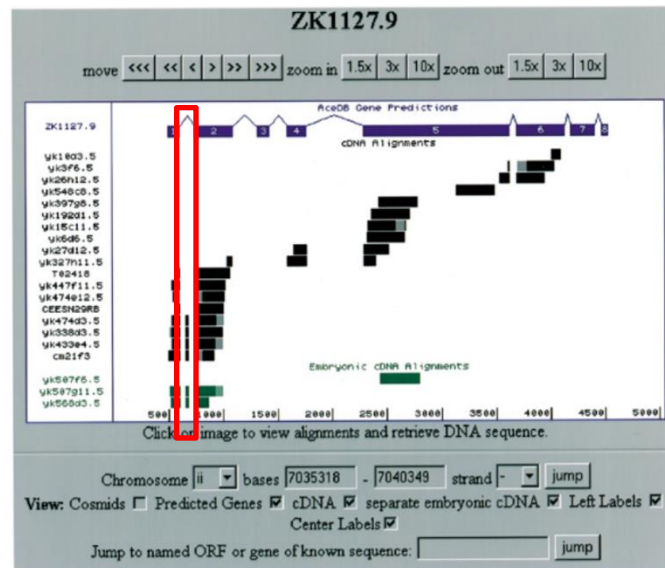 ZK1127.9
move <<< << < > >> >>> zoom in 1.5x 3x 10x zoom out 1.5x 3x 10x
AceDB Gene Predictions
ZK1127.9 1 2 3 4 5 6 7 8
cDNA Alignments
yk10d3.5
yk3f6.5
yk26h12.5
yk548c8.5
yk397g8.5
yk192d1.5
yk15c11.5
yk6d6.5
yk27d12.5
yk327h11.5
T02418
yk447f11.5
yk474e12.5
CEESN29RB
yk474d3.5
yk338d3.5
yk433e4.5
cm21f3
Embryonic cDNA Alignments
yk507f6.5
yk507g11.5
yk568d3.5
500 1000 1500 2000 2500 3000 3500 4000 4500 5000
Click on image to view alignments and retrieve DNA sequence.
Chromosome ii bases 7035318 - 7040349 strand - jump
View: Cosmids Predicted Genes cDNA separate embryonic cDNA Left Labels
Center Labels
Jump to named ORF or gene of known sequence: jump